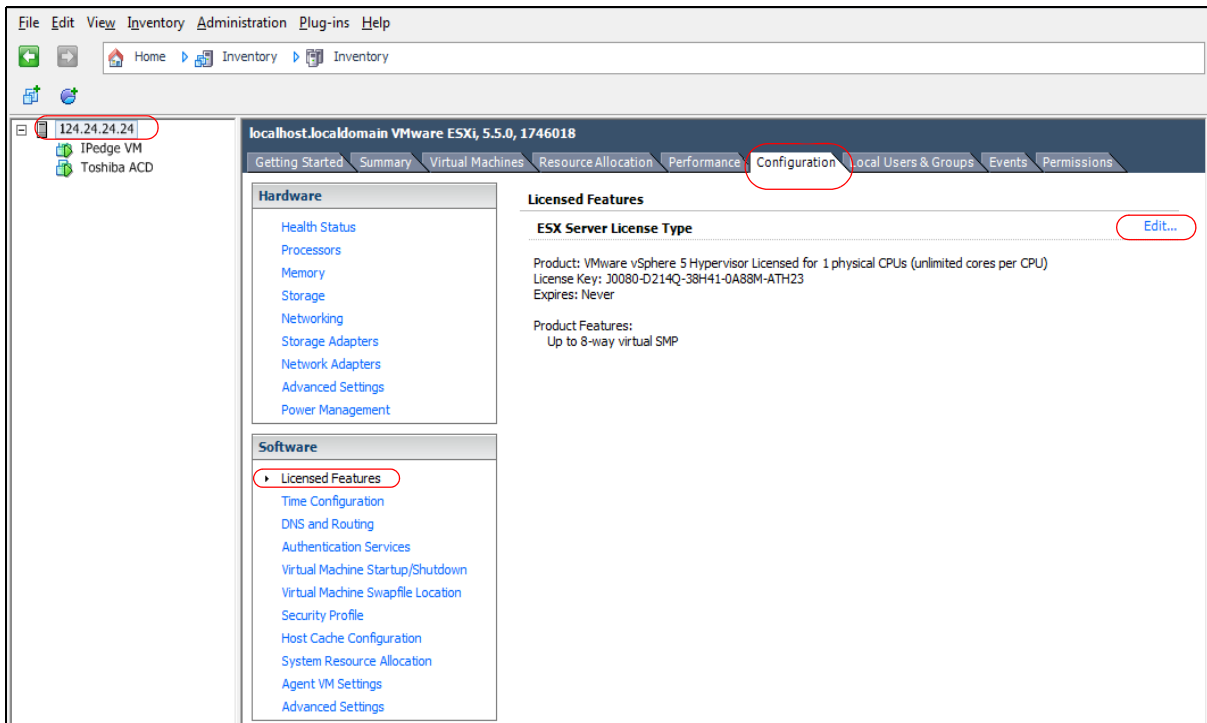 File Edit View Inventory Administration Plug-ins Help
Home Inventory Inventory
124.24.24.24
IPedge VM
Toshiba ACD
localhost.localdomain VMware ESXi, 5.5.0, 1746018
Getting Started Summary Virtual Machines Resource Allocation Performance Configuration Local Users & Groups Events Permissions
Hardware
Health Status
Processors
Memory
Storage
Networking
Storage Adapters
Network Adapters
Advanced Settings
Power Management
Software
Licensed Features
Time Configuration
DNS and Routing
Authentication Services
Virtual Machine Startup/Shutdown
Virtual Machine Swapfile Location
Security Profile
Host Cache Configuration
System Resource Allocation
Agent VM Settings
Advanced Settings
Licensed Features
ESX Server License Type Edit...
Product: VMware vSphere 5 Hypervisor Licensed for 1 physical CPUs (unlimited cores per CPU)
License Key: J0080-D214Q-38H41-0A88M-ATH23
Expires: Never
Product Features:
Up to 8-way virtual SMP